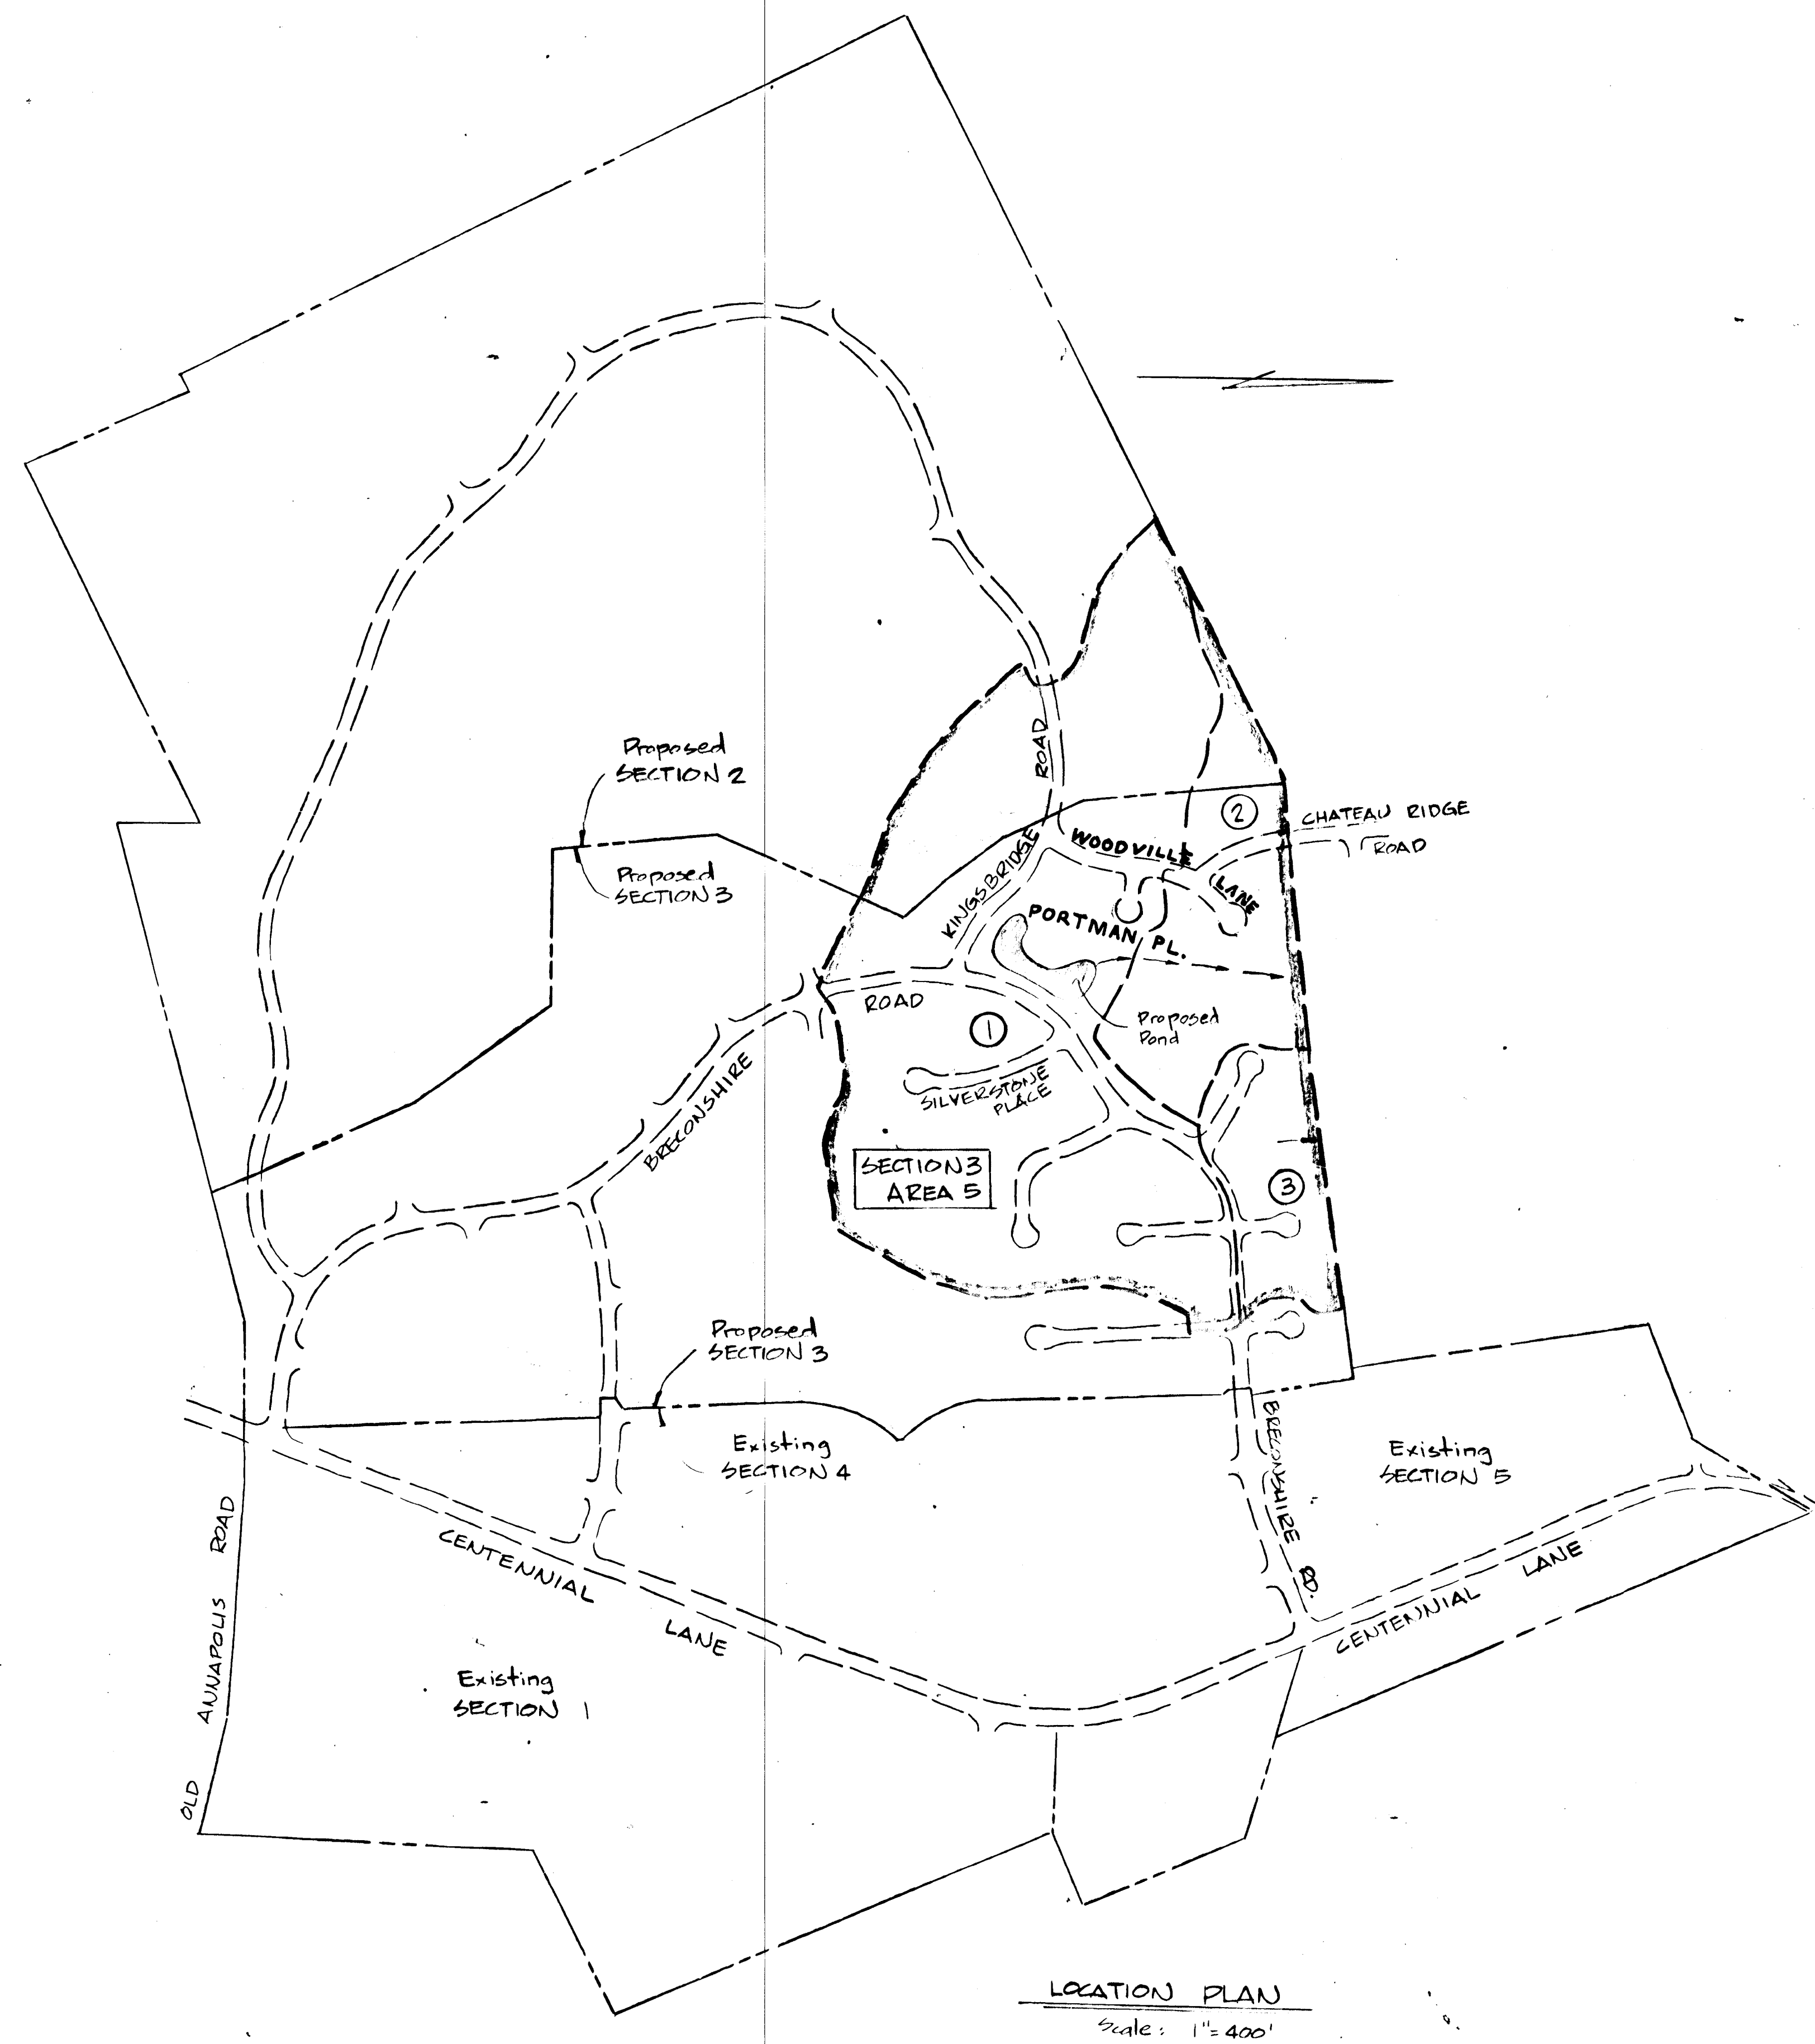 Proposed
SECTION 2
Proposed
SECTION 3
ROAD
KINGSBRIDGE
WOODVILLE
LANE
②
CHATEAU RIDGE
ROAD
PORTMAN PL.
ROAD
①
Proposed
Pond
SILVERSTONE
PLACE
BRECONSHIRE
SECTION 3
AREA 5
③
Proposed
SECTION 3
Existing
SECTION 4
BRECONSHIRE RD.
Existing
SECTION 5
CENTENNIAL
LANE
CENTENNIAL
LANE
OLD ANNAPOLIS ROAD
Existing
SECTION 1
LOCATION PLAN
Scale: 1"=400'